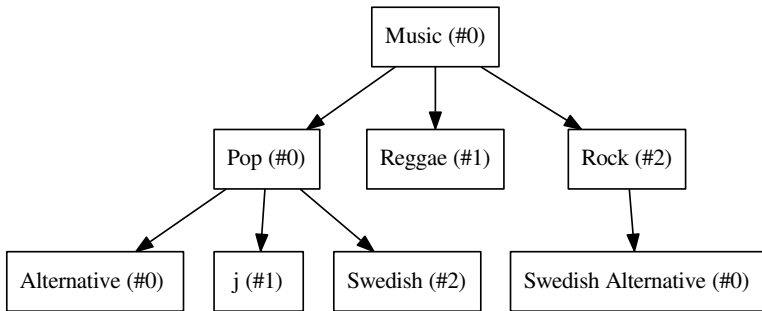 Music (#0)
Pop (#0)
Reggae (#1)
Rock (#2)
Alternative (#0)
j (#1)
Swedish (#2)
Swedish Alternative (#0)